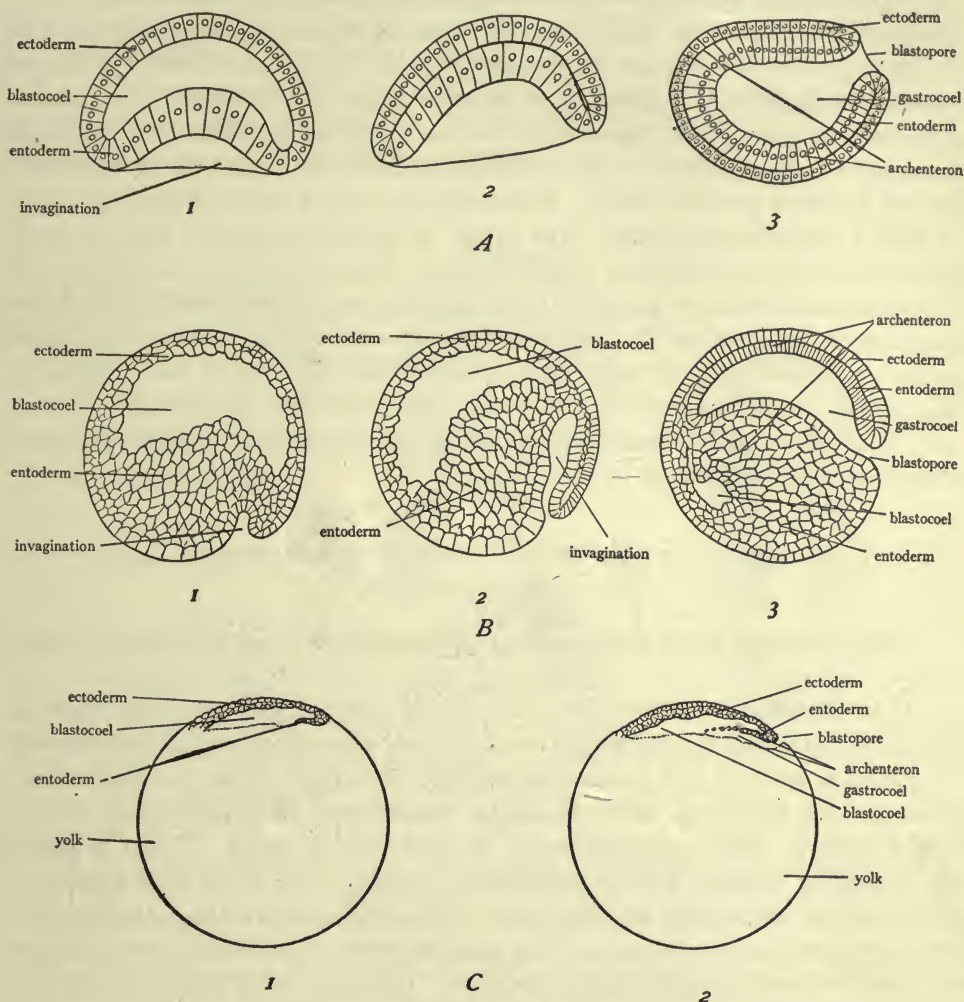 ectoderm
blastocoel
entoderm
invagination
1
2
ectoderm
blastopore
gastrocoel
entoderm
archenteron
3
A
ectoderm
blastocoel
entoderm
invagination
1
ectoderm
blastocoel
entoderm
invagination
2
archenteron
ectoderm
entoderm
gastrocoel
blastopore
blastocoel
entoderm
3
B
ectoderm
blastocoel
entoderm
yolk
1
ectoderm
entoderm
blastopore
archenteron
gastrocoel
blastocoel
yolk
2
C